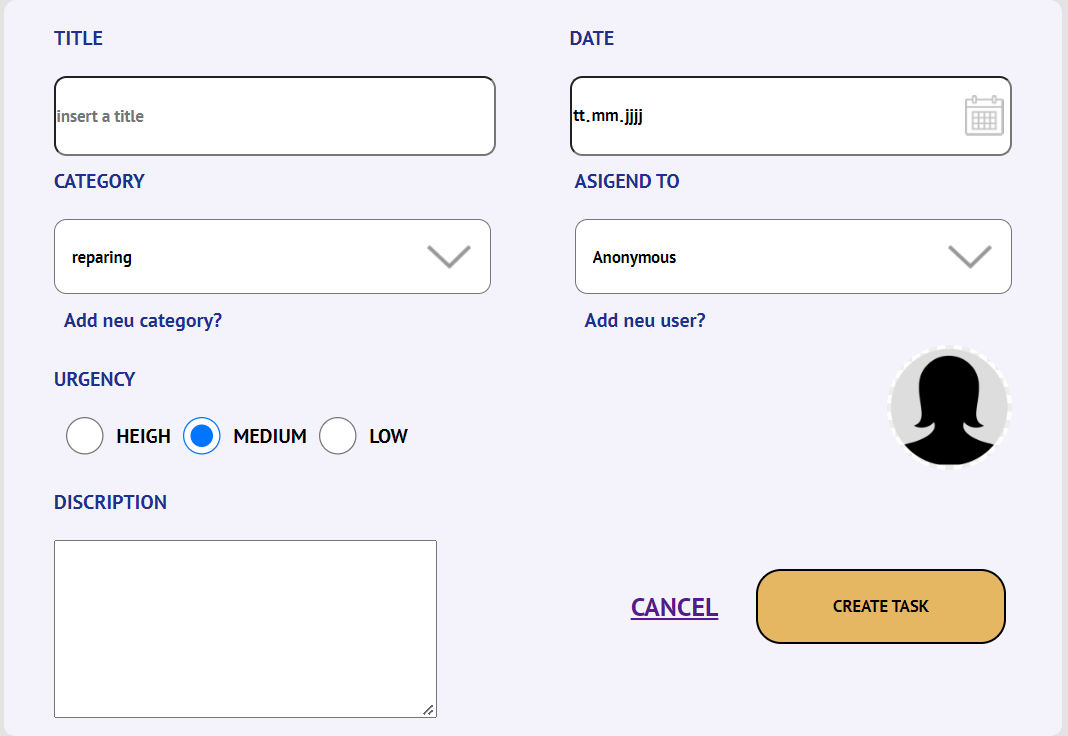 TITLE
DATE
insert a title
tt.mm.jjjj
CATEGORY
ASIGEND TO
reparing
Anonymous
Add neu category?
Add neu user?
URGENCY
HEIGH
MEDIUM
LOW
DISCRIPTION
CANCEL
CREATE TASK